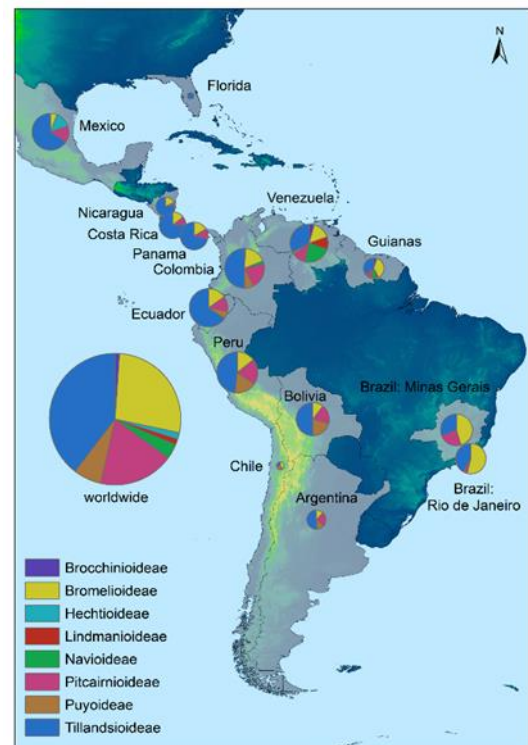 N
Florida
Mexico
Venezuela
Nicaragua
Guianas
Costa Rica
Panama
Colombia
Ecuador
Peru
Brazil: Minas Gerais
Bolivia
Chile
worldwide
Brazil:
Rio de Janeiro
Argentina
Brocchinioideae
Bromelioideae
Hechtioideae
Lindmanioideae
Navioideae
Pitcairnioideae
Puyoideae
Tillandsioideae